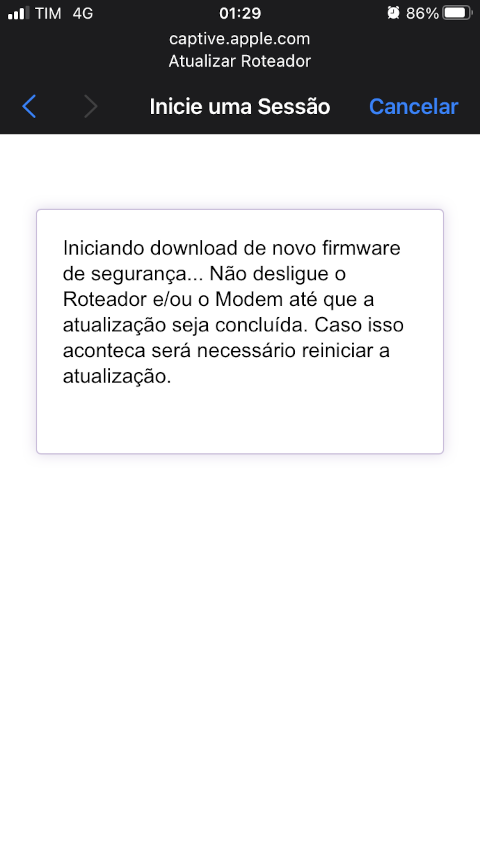 TIM 4G 01:29 86%
captive.apple.com
Atualizar Roteador
Inicie uma Sessão Cancelar
Iniciando download de novo firmware
de segurança... Não desligue o
Roteador e/ou o Modem até que a
atualização seja concluída. Caso isso
aconteca será necessário reiniciar a
atualização.